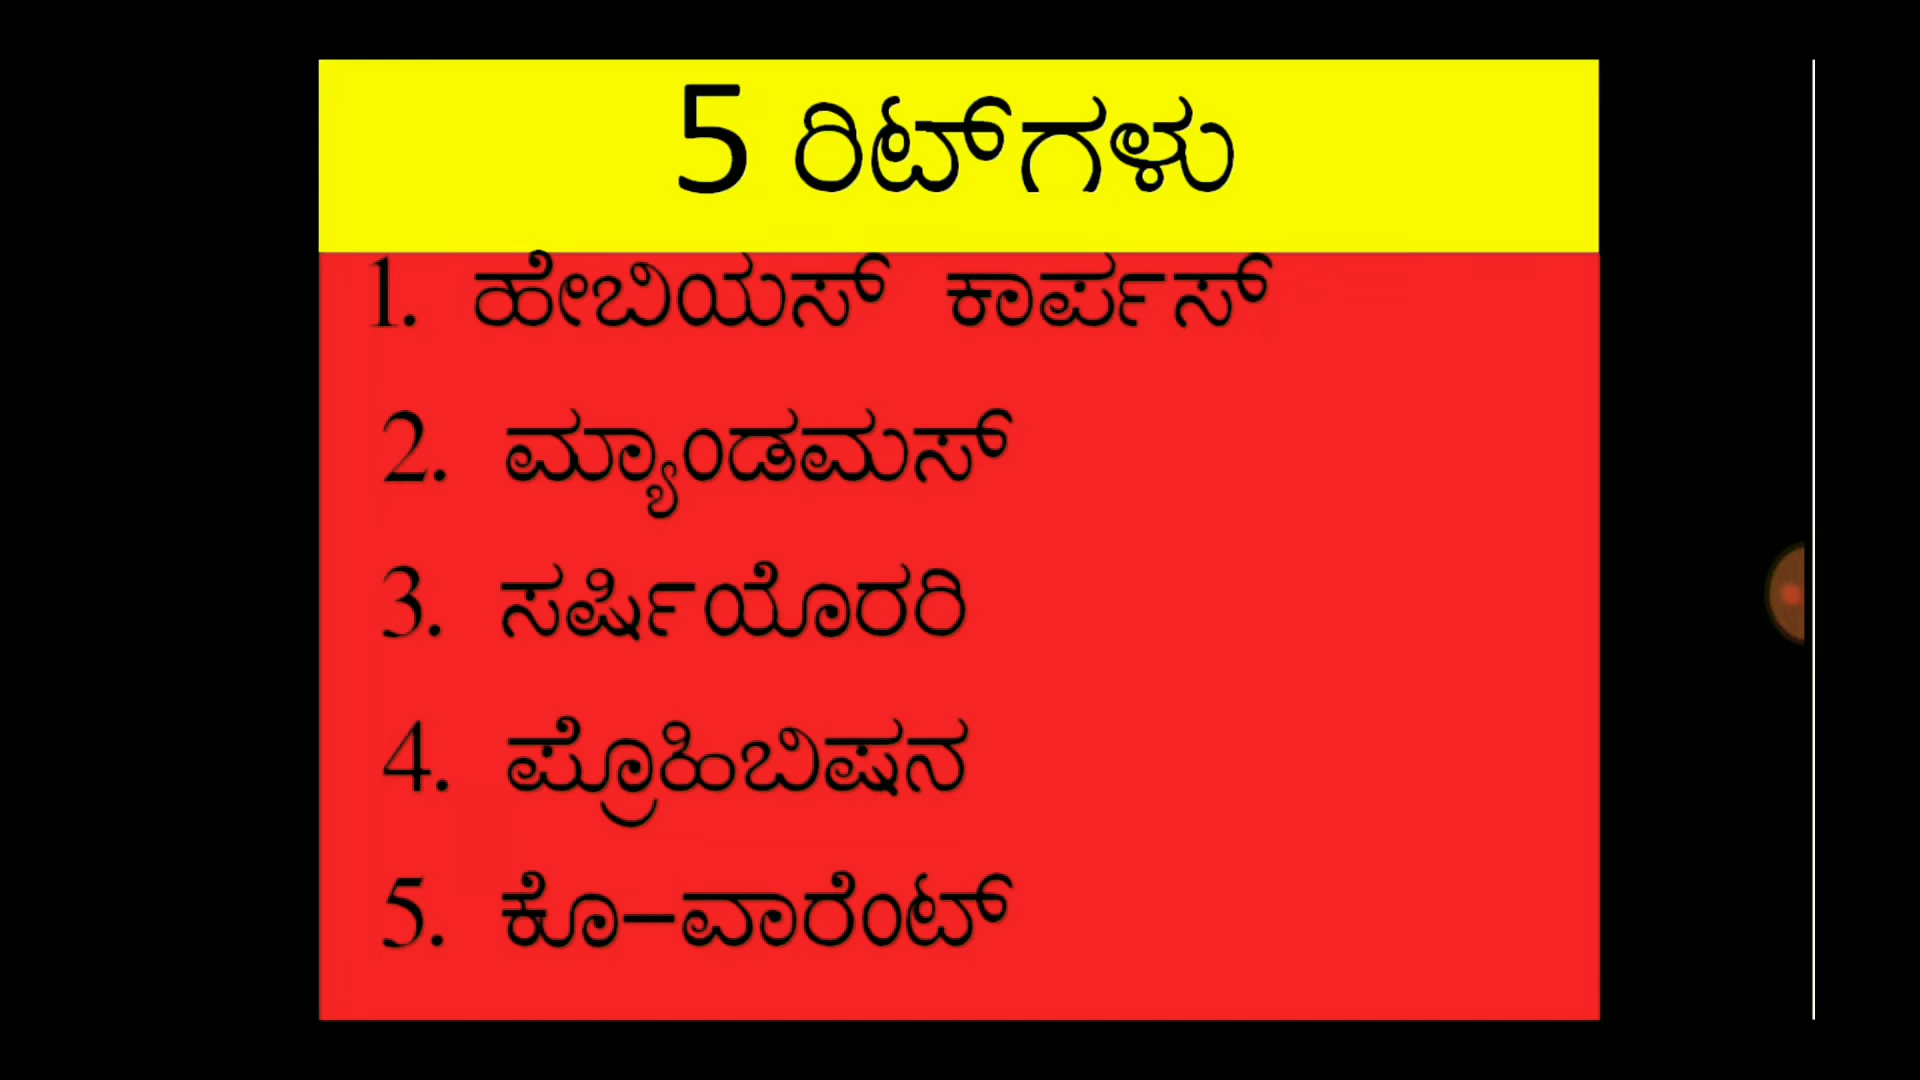 5 ರಿಟ್‌ಗಳು
1. ಹೇಬಿಯಸ್ ಕಾರ್ಪಸ್
2. ಮ್ಯಾಂಡಮಸ್
3. ಸರ್ಷಿಯೊರರಿ
4. ಪ್ರೊಹಿಬಿಷನ
5. ಕೊ–ವಾರೆಂಟ್